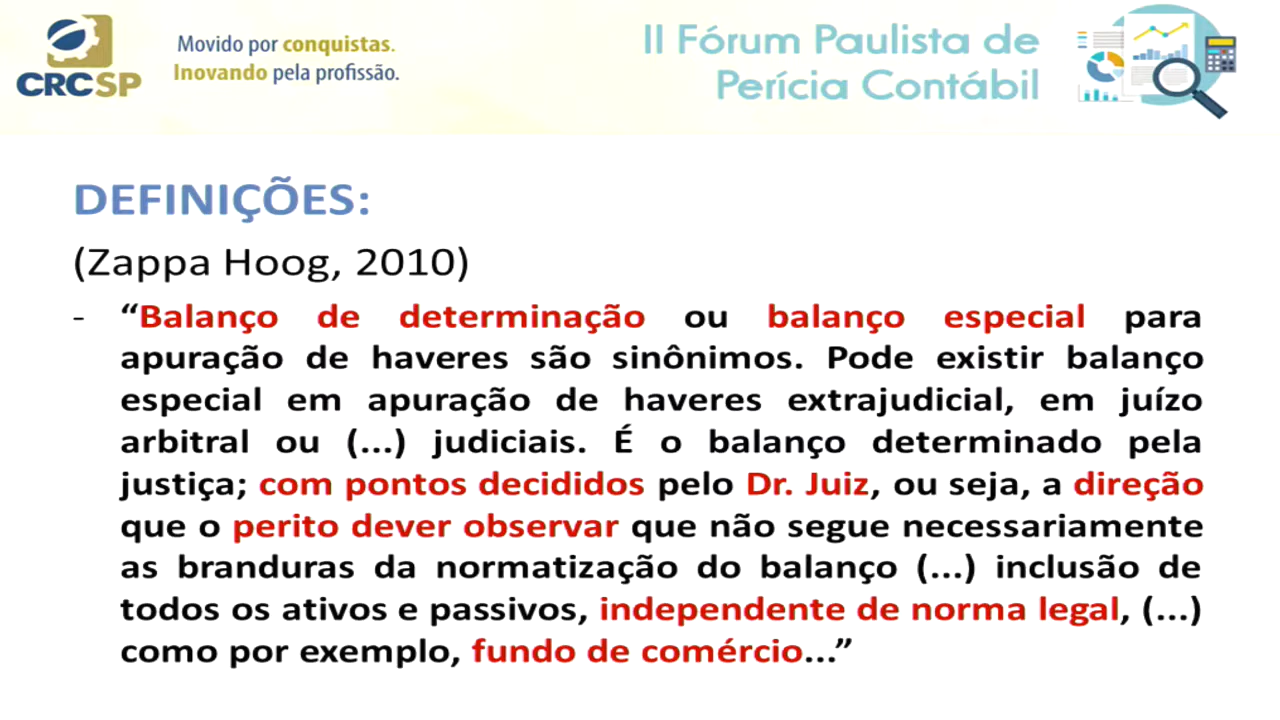 CRCSP
Movido por conquistas.
Inovando pela profissão.
II Fórum Paulista de
Perícia Contábil
DEFINIÇÕES:
(Zappa Hoog, 2010)
- “Balanço de determinação ou balanço especial para
apuração de haveres são sinônimos. Pode existir balanço
especial em apuração de haveres extrajudicial, em juízo
arbitral ou (...) judiciais. É o balanço determinado pela
justiça; com pontos decididos pelo Dr. Juiz, ou seja, a direção
que o perito dever observar que não segue necessariamente
as branduras da normatização do balanço (...) inclusão de
todos os ativos e passivos, independente de norma legal, (...)
como por exemplo, fundo de comércio...”